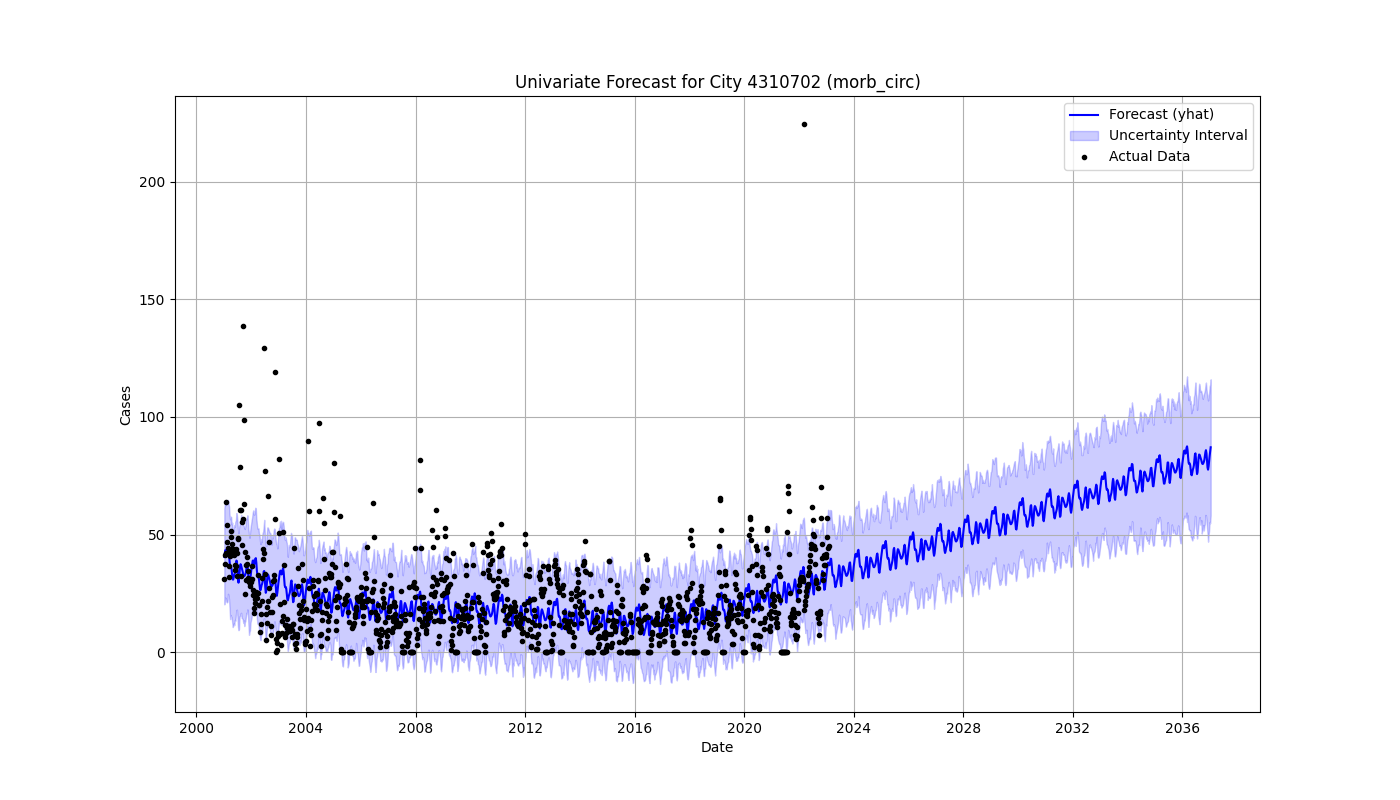 Univariate Forecast for City 4310702 (morb_circ)
Forecast (yhat)
Uncertainty Interval
Actual Data
Cases
200
150
100
50
0
2000 2004 2008 2012 2016 2020 2024 2028 2032 2036
Date